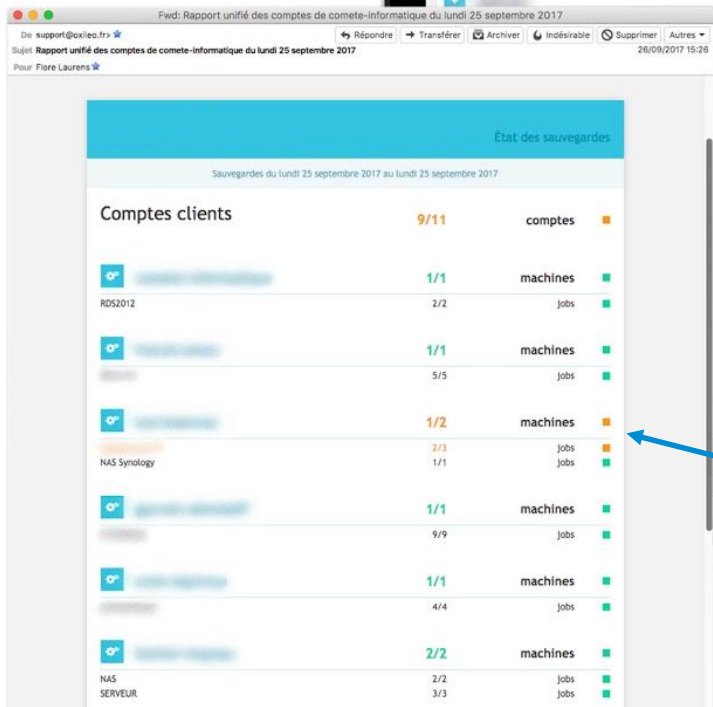 Fwd: Rapport unifié des comptes de comete-informatique du lundi 25 septembre 2017
De support@oxileo.fr>
Répondre Transférer Archiver Indésirable Supprimer Autres
Sujet Rapport unifié des comptes de comete-informatique du lundi 25 septembre 2017 26/09/2017 15:26
Pour Flore Laurens
État des sauvegardes
Sauvegardes du lundi 25 septembre 2017 au lundi 25 septembre 2017
Comptes clients 9/11 comptes
1/1 machines
RDS2012 2/2 jobs
1/1 machines
5/5 jobs
1/2 machines
2/3 jobs
NAS Synology 1/1 jobs
1/1 machines
9/9 jobs
1/1 machines
4/4 jobs
2/2 machines
NAS 2/2 jobs
SERVEUR 3/3 jobs